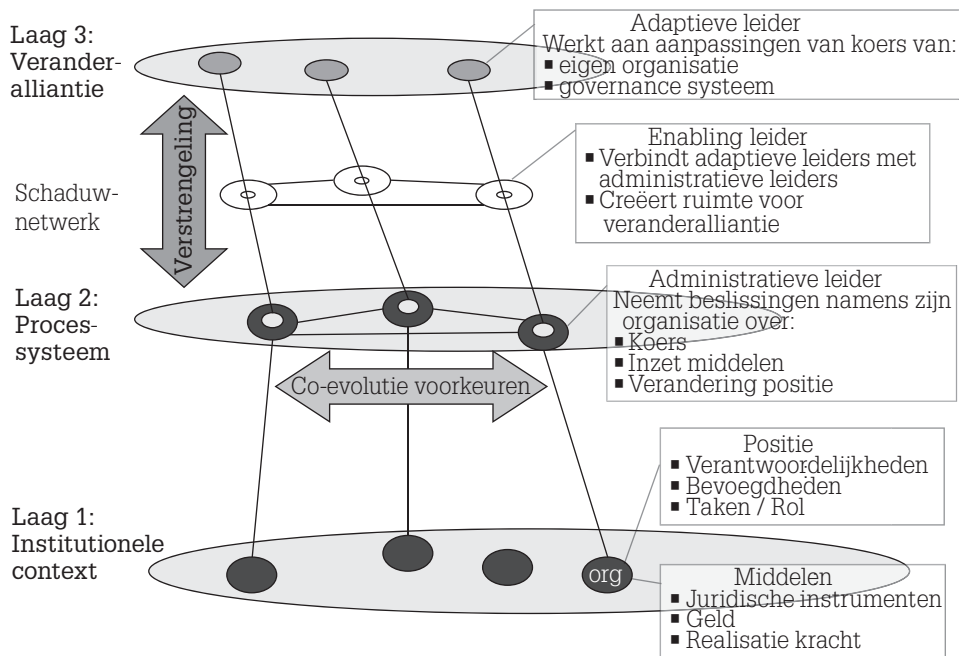 Laag 3:
Verander-
alliantie
Adaptieve leider
Werkt aan aanpassingen van koers van:
▪ eigen organisatie
▪ governance systeem
Verstrengeling
Schaduw-
netwerk
Enabling leider
▪ Verbindt adaptieve leiders met
administratieve leiders
▪ Creëert ruimte voor
veranderalliantie
Laag 2:
Proces-
systeem
Administratieve leider
Neemt beslissingen namens zijn
organisatie over:
▪ Koers
▪ Inzet middelen
▪ Verandering positie
Co-evolutie voorkeuren
Positie
▪ Verantwoordelijkheden
▪ Bevoegdheden
▪ Taken / Rol
Laag 1:
Institutionele
context
org
Middelen
▪ Juridische instrumenten
▪ Geld
▪ Realisatie kracht